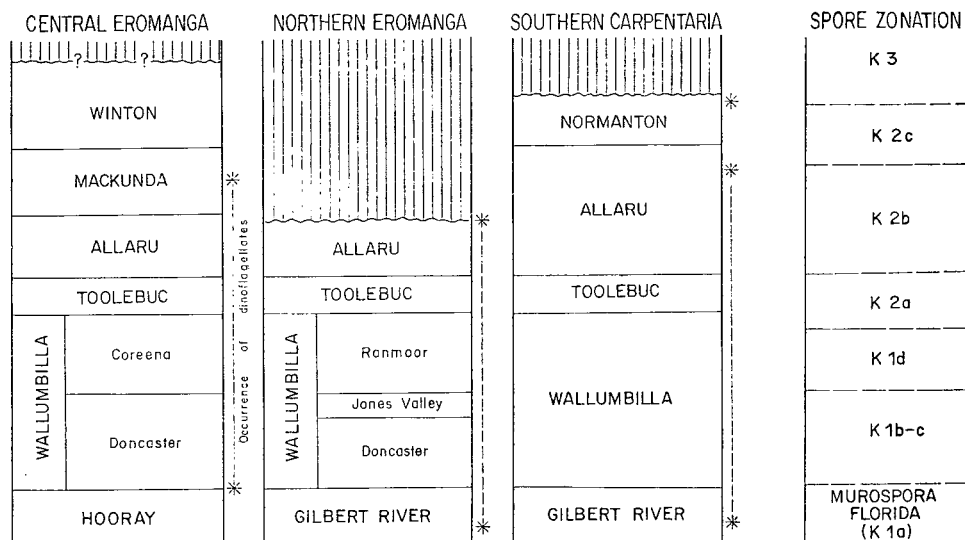 CENTRAL EROMANGA
? ?
WINTON
MACKUNDA
ALLARU
TOOLEBUC
WALLUMBILLA
Coreena
Doncaster
HOORAY
Occurrence of dinoflagellates
NORTHERN EROMANGA
ALLARU
TOOLEBUC
WALLUMBILLA
Ranmoor
Jones Valley
Doncaster
GILBERT RIVER
SOUTHERN CARPENTARIA
NORMANTON
ALLARU
TOOLEBUC
WALLUMBILLA
GILBERT RIVER
SPORE ZONATION
K 3
K 2c
K 2b
K 2a
K 1d
K 1b-c
MUROSPORA
FLORIDA
(K 1a)